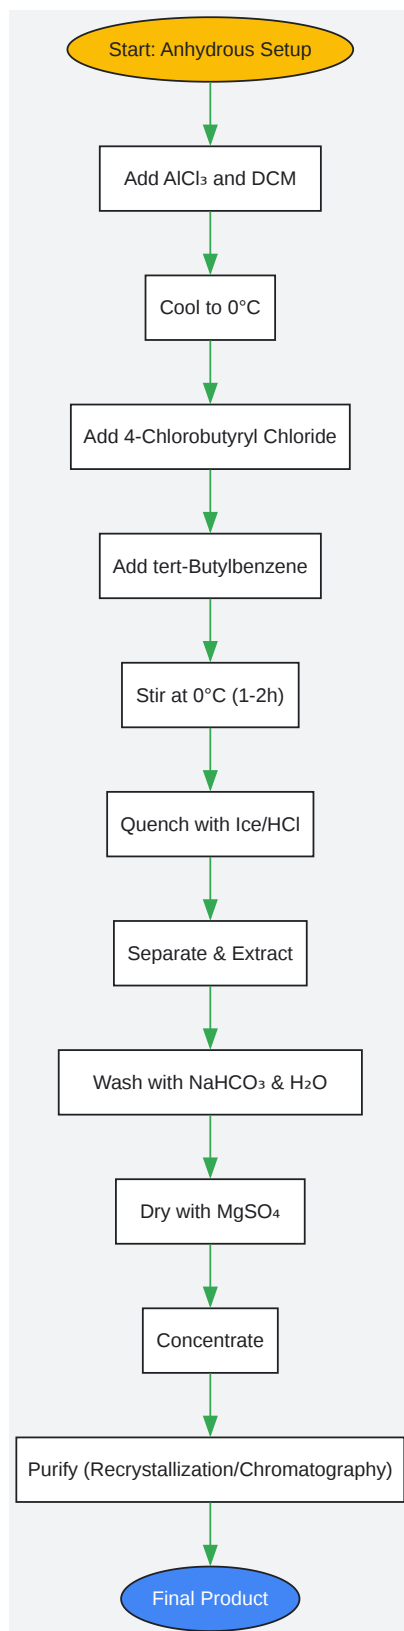 Start: Anhydrous Setup
Add AlCl₃ and DCM
Cool to 0°C
Add 4-Chlorobutyryl Chloride
Add tert-Butylbenzene
Stir at 0°C (1-2h)
Quench with Ice/HCl
Separate & Extract
Wash with NaHCO₃ & H₂O
Dry with MgSO₄
Concentrate
Purify (Recrystallization/Chromatography)
Final Product